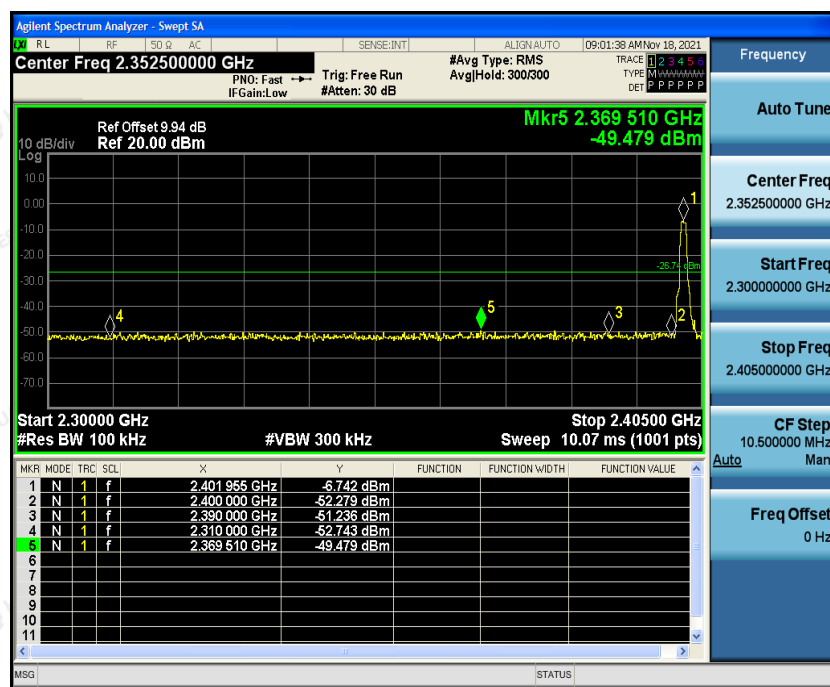 Agilent Spectrum Analyzer - Swept SA
LXI RL RF 50 Ω AC SENSE:INT ALIGN AUTO 09:01:38 AM Nov 18, 2021
Center Freq 2.352500000 GHz #Avg Type: RMS TRACE 1 2 3 4 5 6
PNO: Fast Trig: Free Run Avg|Hold: 300/300 TYPE M WWWWW
IFGain:Low #Atten: 30 dB DET P P P P P P
Mkr5 2.369 510 GHz
-49.479 dBm
Ref Offset 9.94 dB
10 dB/div Ref 20.00 dBm
Log
10.0
0.00
-10.0
-20.0
-30.0
-40.0
-50.0
-60.0
-70.0
1
-26.74 dBm
4
5
3
2
Start 2.30000 GHz Stop 2.40500 GHz
#Res BW 100 kHz #VBW 300 kHz Sweep 10.07 ms (1001 pts)
MKR MODE TRC SCL X Y FUNCTION FUNCTION WIDTH FUNCTION VALUE
1 N 1 f 2.401 955 GHz -6.742 dBm
2 N 1 f 2.400 000 GHz -52.279 dBm
3 N 1 f 2.390 000 GHz -51.236 dBm
4 N 1 f 2.310 000 GHz -52.743 dBm
5 N 1 f 2.369 510 GHz -49.479 dBm
6
7
8
9
10
11
MSG STATUS
Frequency
Auto Tune
Center Freq
2.352500000 GHz
Start Freq
2.300000000 GHz
Stop Freq
2.405000000 GHz
CF Step
10.500000 MHz
Auto Man
Freq Offset
0 Hz